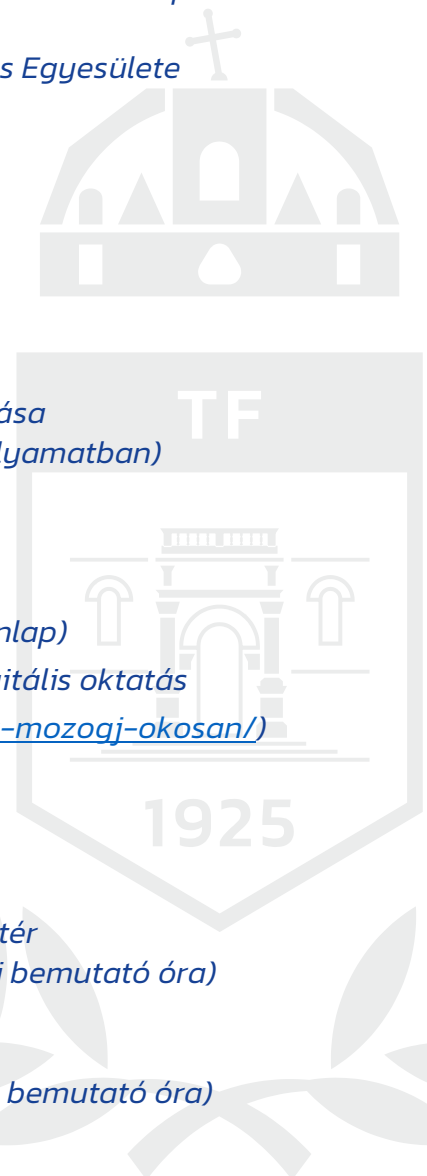 s Egyesülete
TF
ása
lyamatban)
nlap)
itális oktatás
-mozogj-okosan/)
1925
tér
i bemutató óra)
bemutató óra)